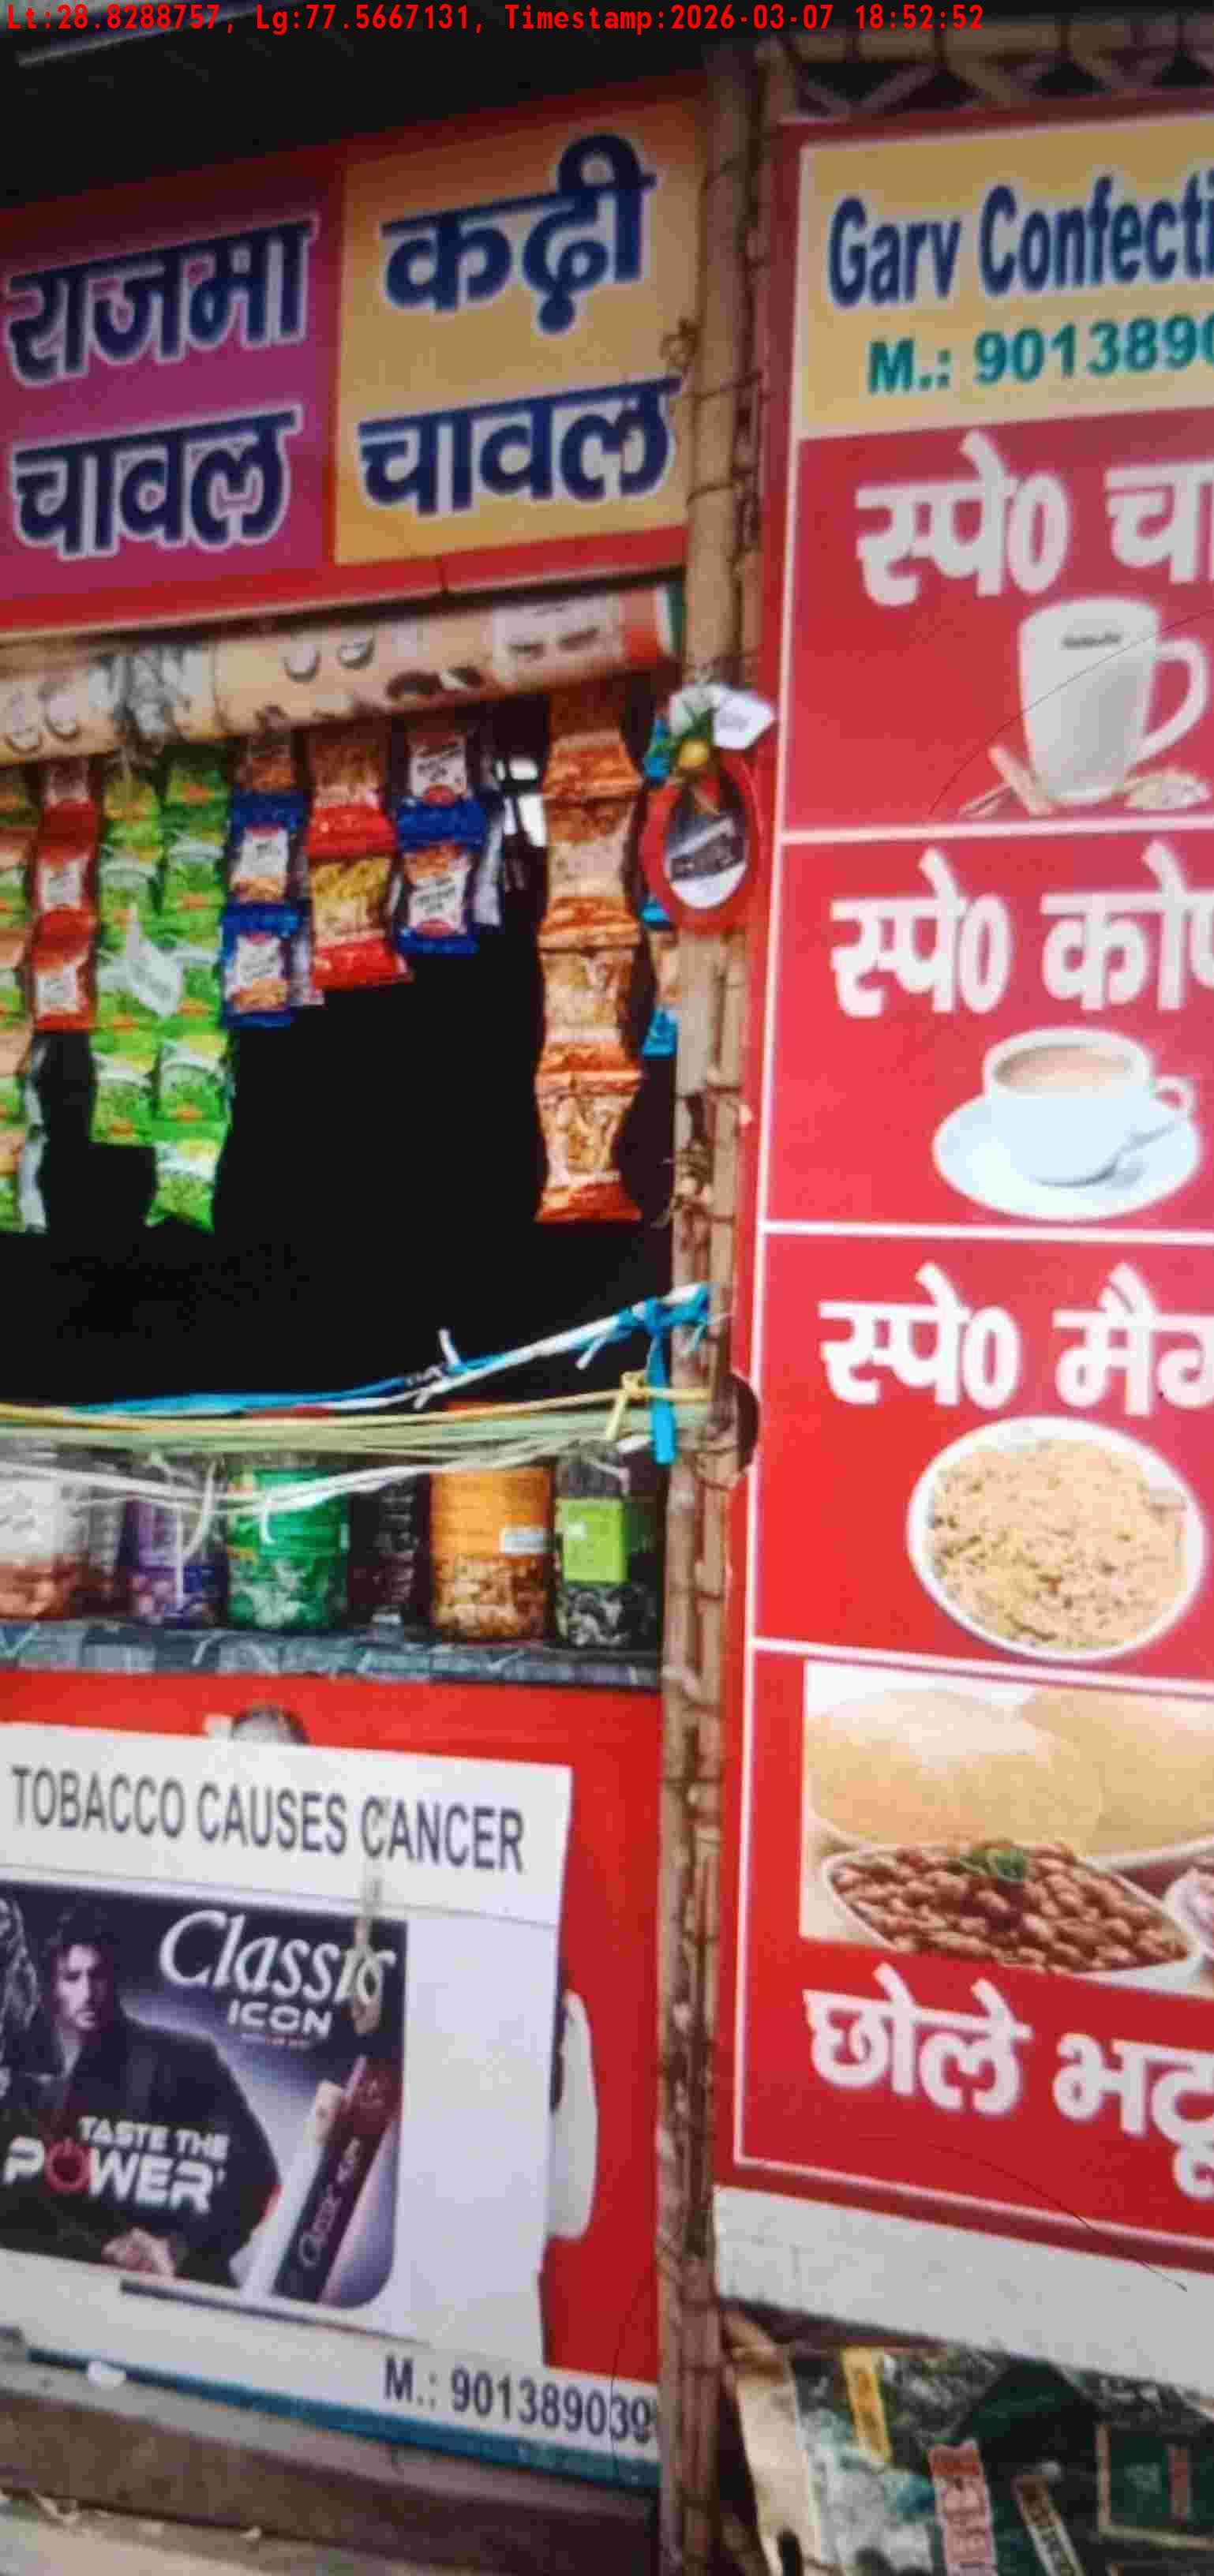 Lt:28.8288757, Lg:77.5667131, Timestamp:2026-03-07 18:52:52
राजमा
चावल
कढ़ी
चावल
Garv Confecti
M.: 9013890
स्पे० चा
स्पे० कोप
स्पे० मैग
छोले भटू
TOBACCO CAUSES CANCER
Classic
ICON
TASTE THE
POWER
M.: 901389039